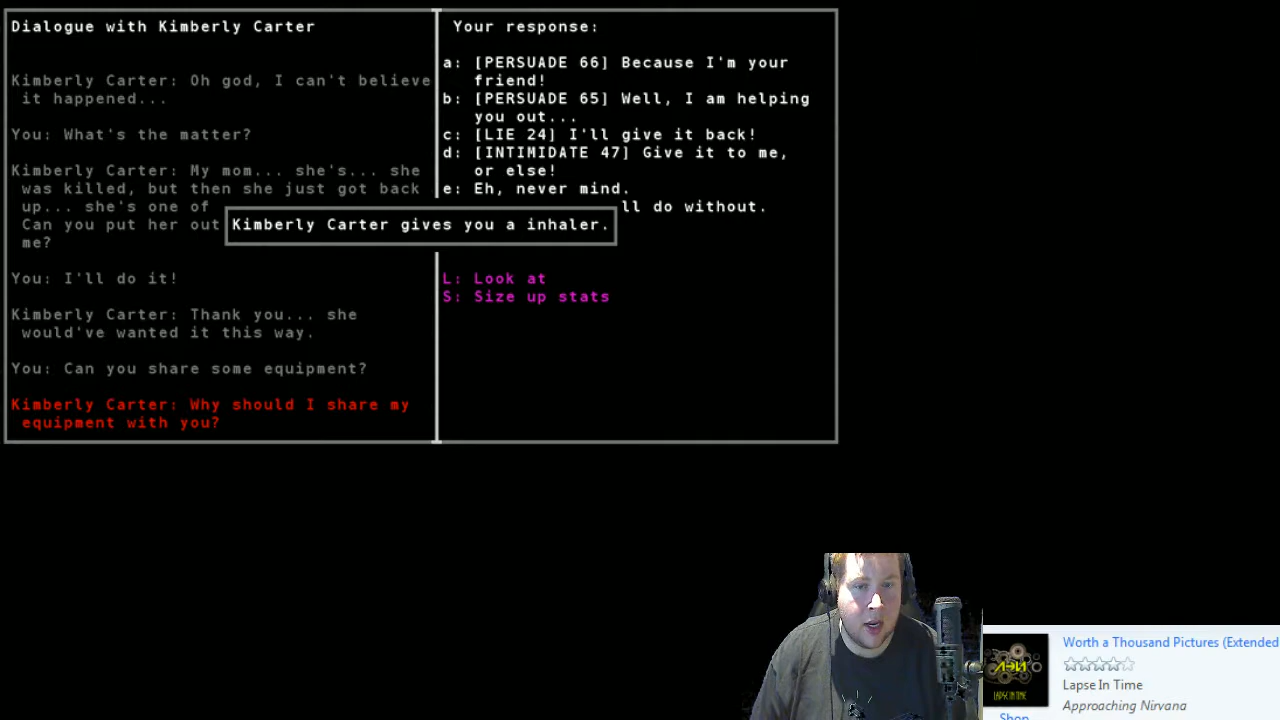 Dialogue with Kimberly Carter
Kimberly Carter: Oh god, I can't believe
it happened...
You: What's the matter?
Kimberly Carter: My mom... she's... she
was killed, but then she just got back
up... she's one of
Can you put her out
me?
You: I'll do it!
Kimberly Carter: Thank you... she
would've wanted it this way.
You: Can you share some equipment?
Kimberly Carter: Why should I share my
equipment with you?
Your response:
a: [PERSUADE 66] Because I'm your
friend!
b: [PERSUADE 65] Well, I am helping
you out...
c: [LIE 24] I'll give it back!
d: [INTIMIDATE 47] Give it to me,
or else!
e: Eh, never mind.
ll do without.
Kimberly Carter gives you a inhaler.
L: Look at
S: Size up stats
Worth a Thousand Pictures (Extended
Lapse In Time
Approaching Nirvana
Shop
LAPSE IN TIME